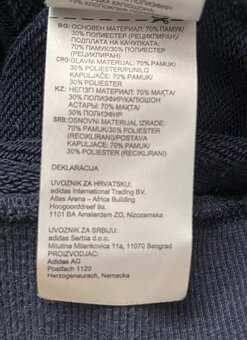 BG: ОСНОВЕН МАТЕРИАЛ: 70% ПАМУК/
30% ПОЛИЕСТЕР (РЕЦИКЛИРАН)/
ПОДПЛАТА НА КАЧУЛКАТА:
70% ПАМУК/30% ПОЛИЕСТЕР
(РЕЦИКЛИРАН)
CRO: GLAVNI MATERIJAL: 70% PAMUK/
30% POLIESTER/PUNILO
KAPULJAČE: 70% PAMUK/
30% POLIESTER
KZ: НЕГІЗГІ МАТЕРИАЛ: 70% МАҚТА/
30% ПОЛИЭФИР/КАПЮШОН
АСТАРЫ: 70% МАҚТА/
30% ПОЛИЭФИР
SRB: OSNOVNI MATERIJAL IZRADE:
70% PAMUK/30% POLIESTER
(RECIKLIRANI)/POSTAVA
KAPULJAČE: 70% PAMUK/
30% POLIESTER (RECIKLIRANI)
DEKLARACIJA
UVOZNIK ZA HRVATSKU:
adidas International Trading BV.
Atlas Arena - Africa Building
Hoogoorddreef 9a
1101 BA Amsterdam ZO, Nizozemska
UVOZNIK ZA SRBIJU:
adidas Serbia d.o.o.
Milutina Milankovica 11a, 11070 Beograd
PROIZVODJAC:
Adidas AG
Postfach 1120
Herzogenaurach, Nemacka